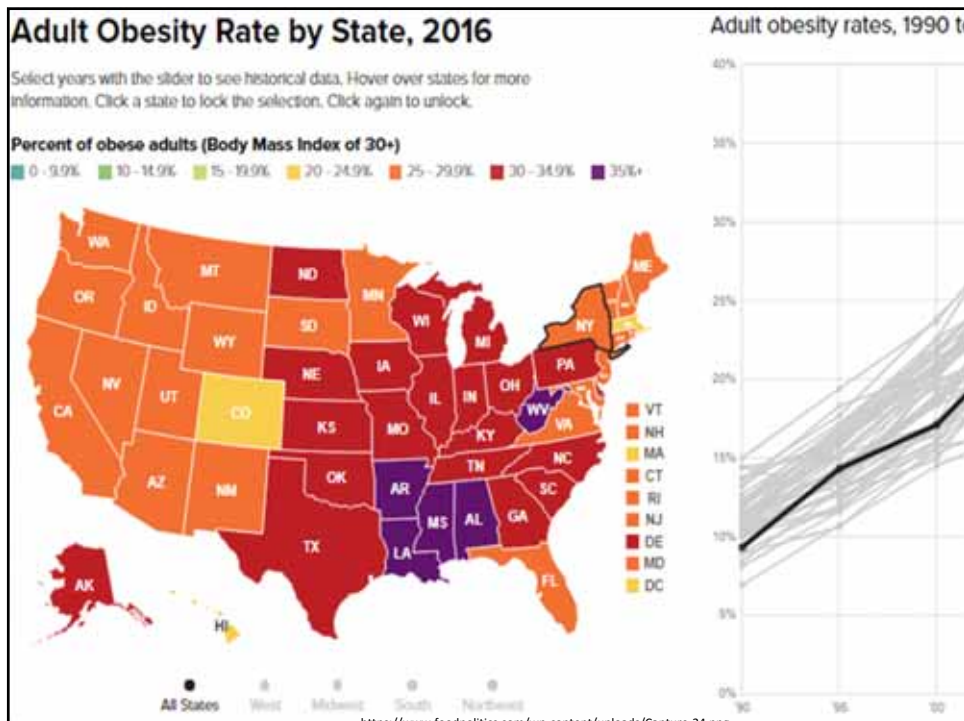 Adult Obesity Rate by State, 2016
Select years with the slider to see historical data. Hover over states for more
information. Click a state to lock the selection. Click again to unlock.
Percent of obese adults (Body Mass Index of 30+)
0 - 9.9% 10 - 14.9% 15 - 19.9% 20 - 24.9% 25 - 29.9% 30 - 34.9% 35%+
WA
MT
ND
MN
ME
OR
ID
SD
WI
NY
WY
MI
IA
PA
NE
NV
UT
CO
IL
IN
OH
WV
CA
KS
MO
KY
VA
AZ
NM
OK
AR
TN
NC
SC
TX
LA
MS
AL
GA
FL
AK
HI
VT
NH
MA
CT
RI
NJ
DE
MD
DC
All States West Midwest South Northeast
Adult obesity rates, 1990 t
40%
35%
30%
25%
20%
15%
10%
5%
0%
'90 '95 '00